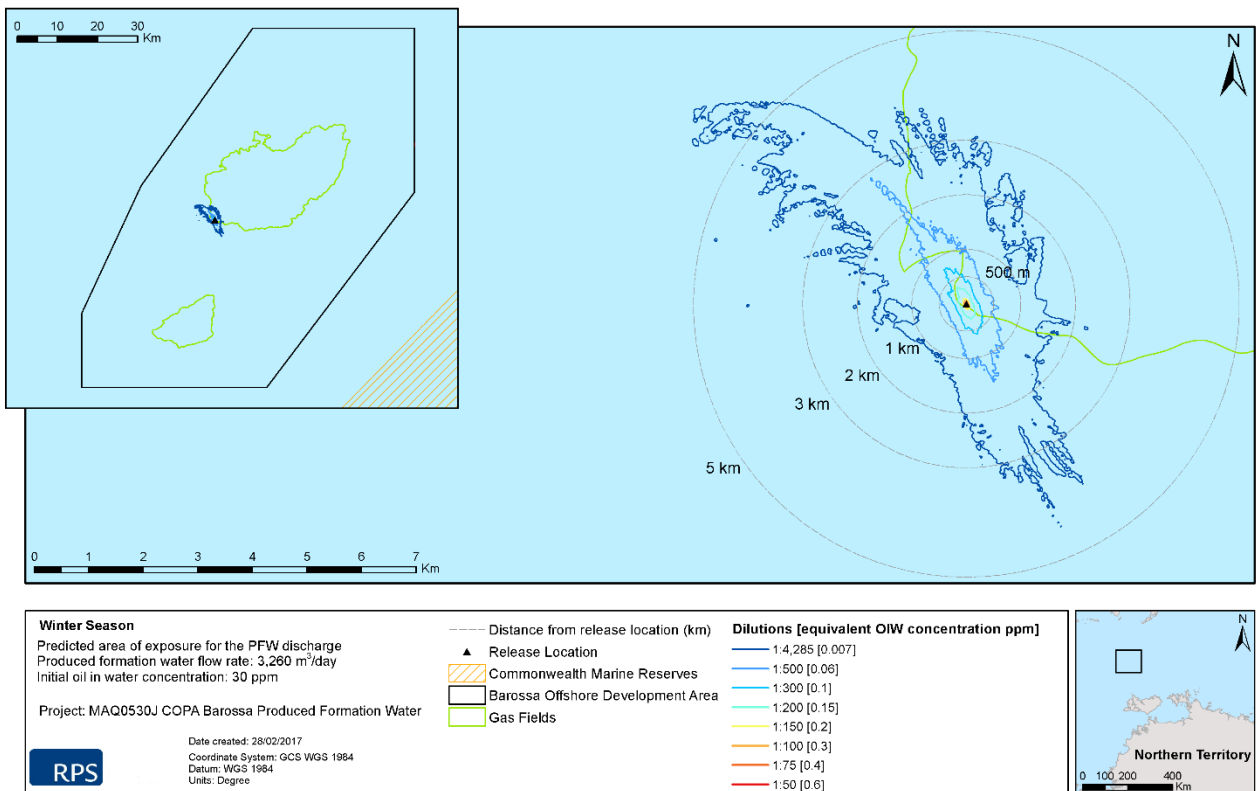 0 10 20 30
Km
N
500 m
1 km
2 km
3 km
5 km
0 1 2 3 4 5 6 7
Km
Winter Season
Predicted area of exposure for the PFW discharge
Produced formation water flow rate: 3,260 m³/day
Initial oil in water concentration: 30 ppm
Project: MAQ0530J COPA Barossa Produced Formation Water
RPS
Date created: 28/02/2017
Coordinate System: GCS WGS 1984
Datum: WGS 1984
Units: Degree
Distance from release location (km)
Release Location
Commonwealth Marine Reserves
Barossa Offshore Development Area
Gas Fields
Dilutions [equivalent OIW concentration ppm]
1:4,285 [0.007]
1:500 [0.06]
1:300 [0.1]
1:200 [0.15]
1:150 [0.2]
1:100 [0.3]
1:75 [0.4]
1:50 [0.6]
N
Northern Territory
0 100 200 400
Km